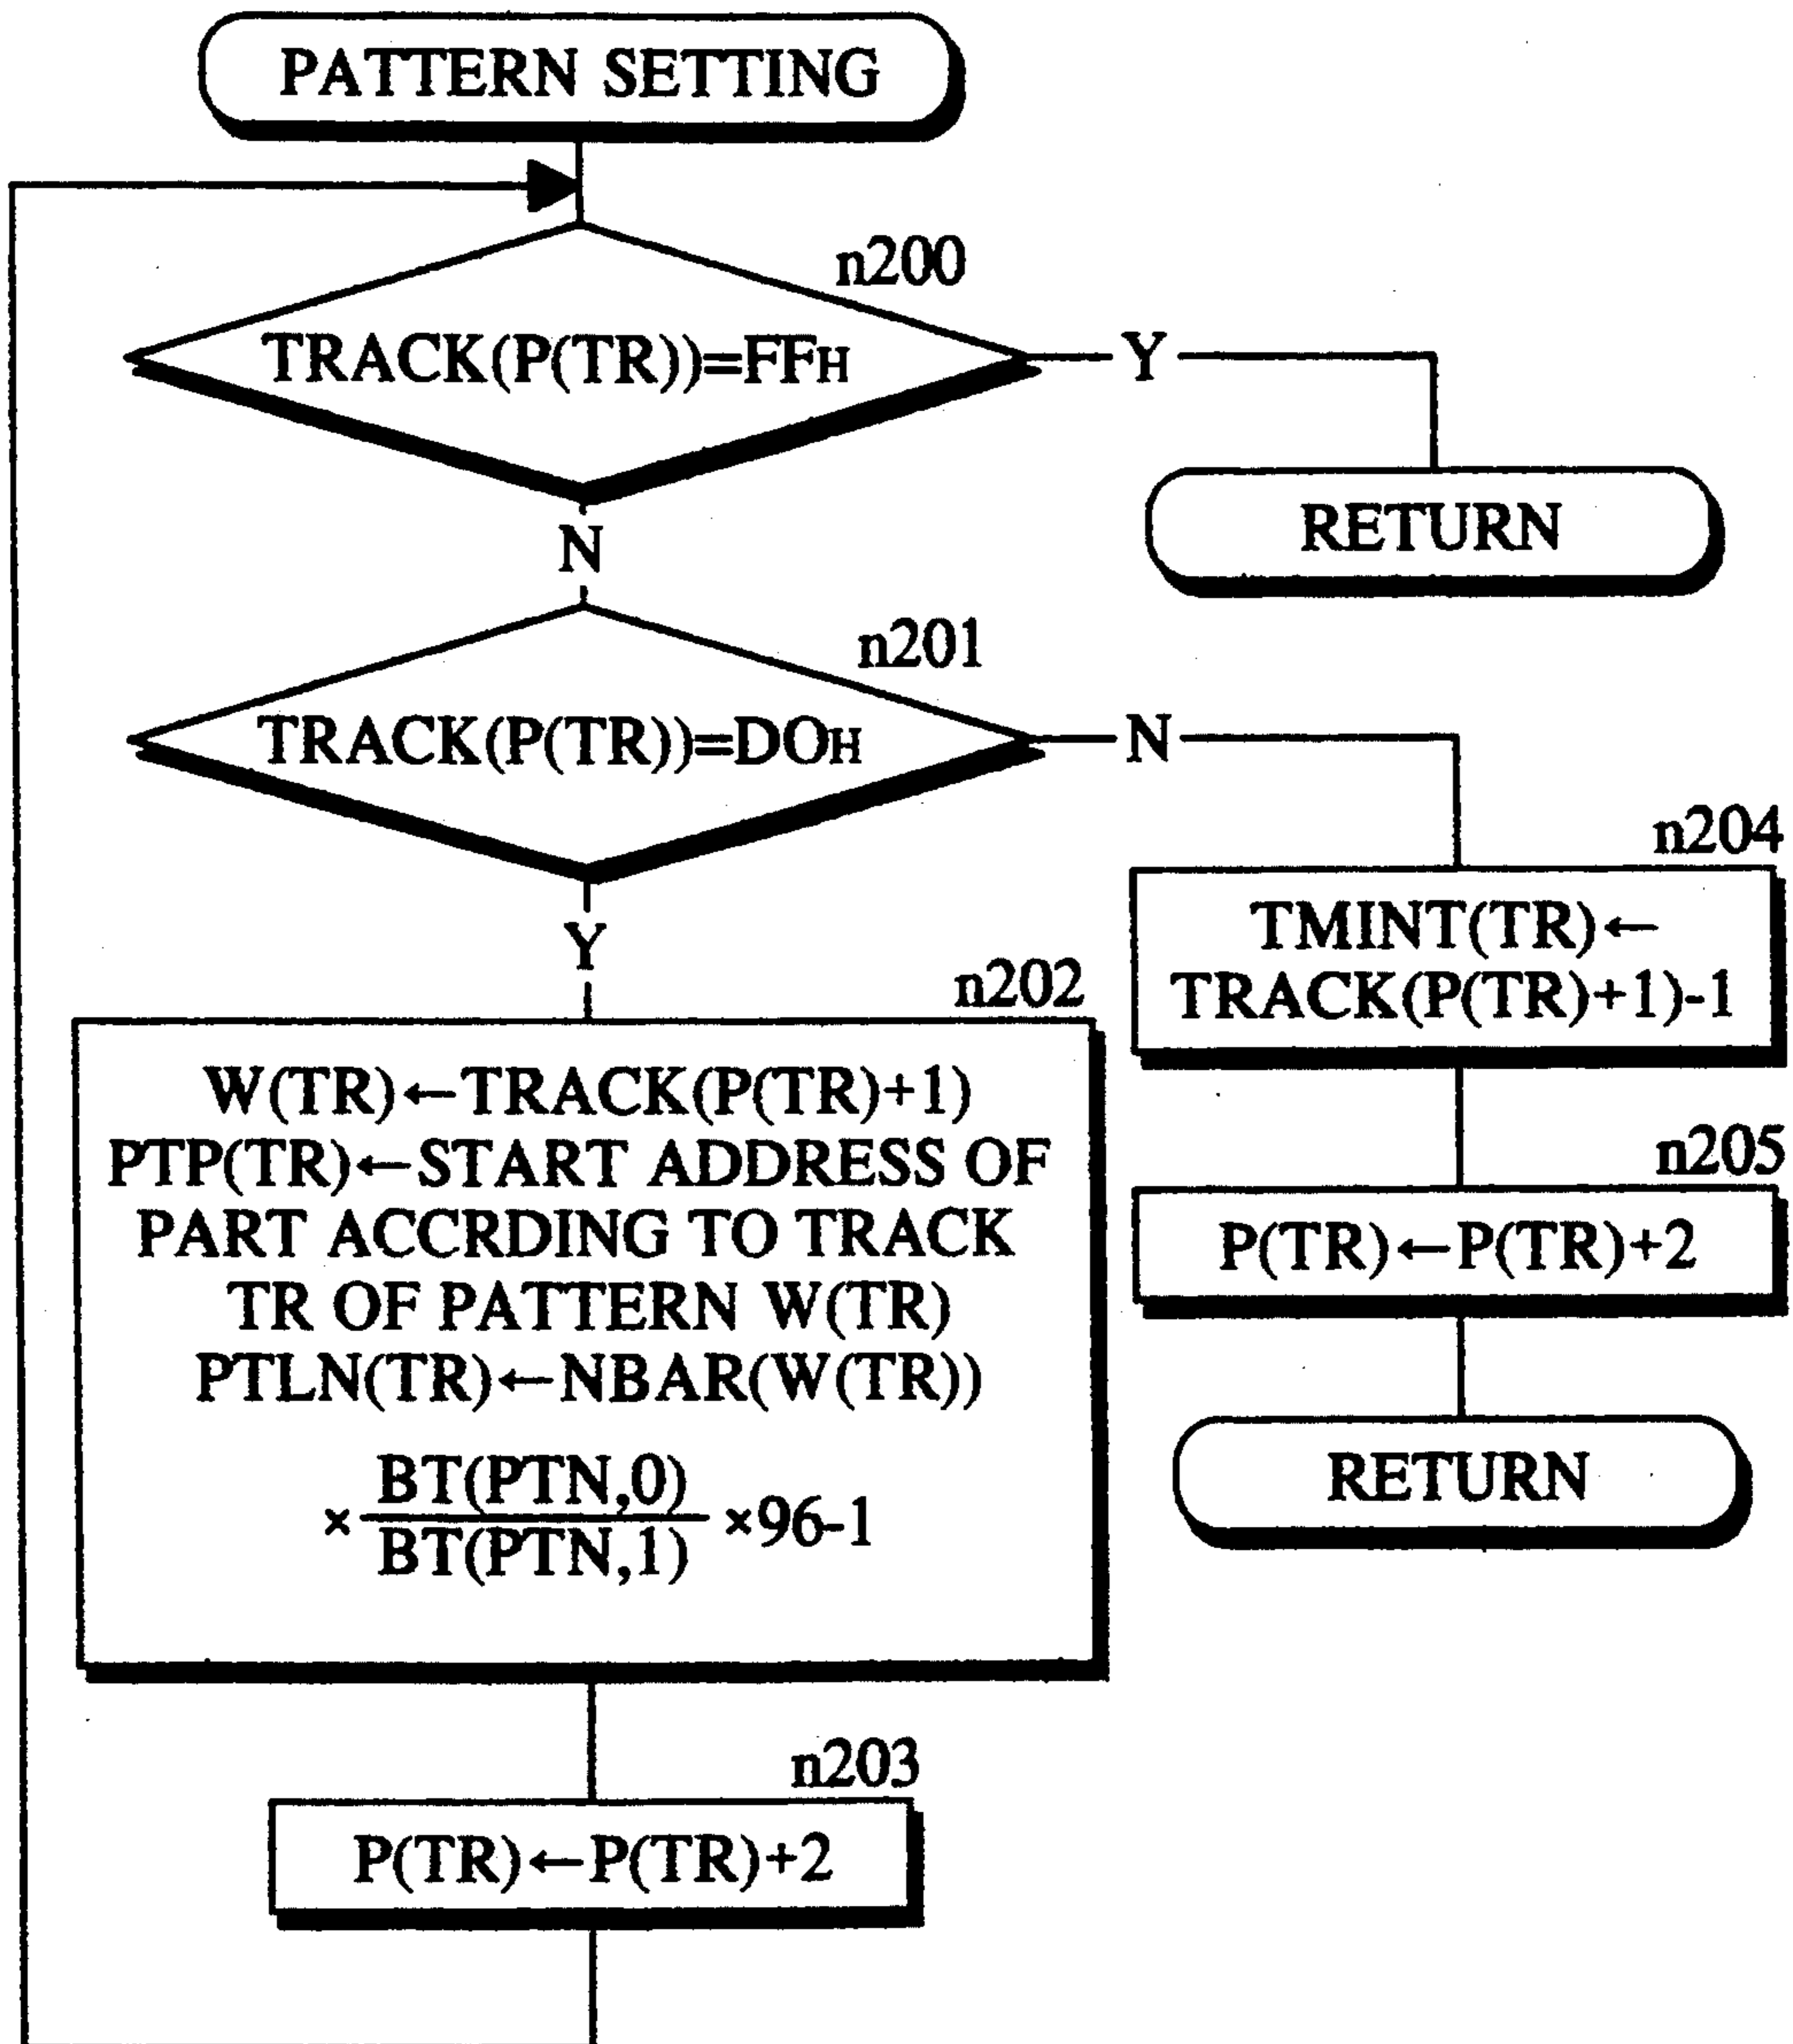 PATTERN SETTING
n200
TRACK(P(TR))=FFH
Y
RETURN
N
n201
TRACK(P(TR))=DOH
N
n204
TMINT(TR)←
TRACK(P(TR)+1)-1
Y
n202
W(TR)←TRACK(P(TR)+1)
PTP(TR)←START ADDRESS OF
PART ACCRDING TO TRACK
TR OF PATTERN W(TR)
PTLN(TR)←NBAR(W(TR))
BT(PTN,0)
× ×96-1
BT(PTN,1)
n205
P(TR)←P(TR)+2
RETURN
n203
P(TR)←P(TR)+2